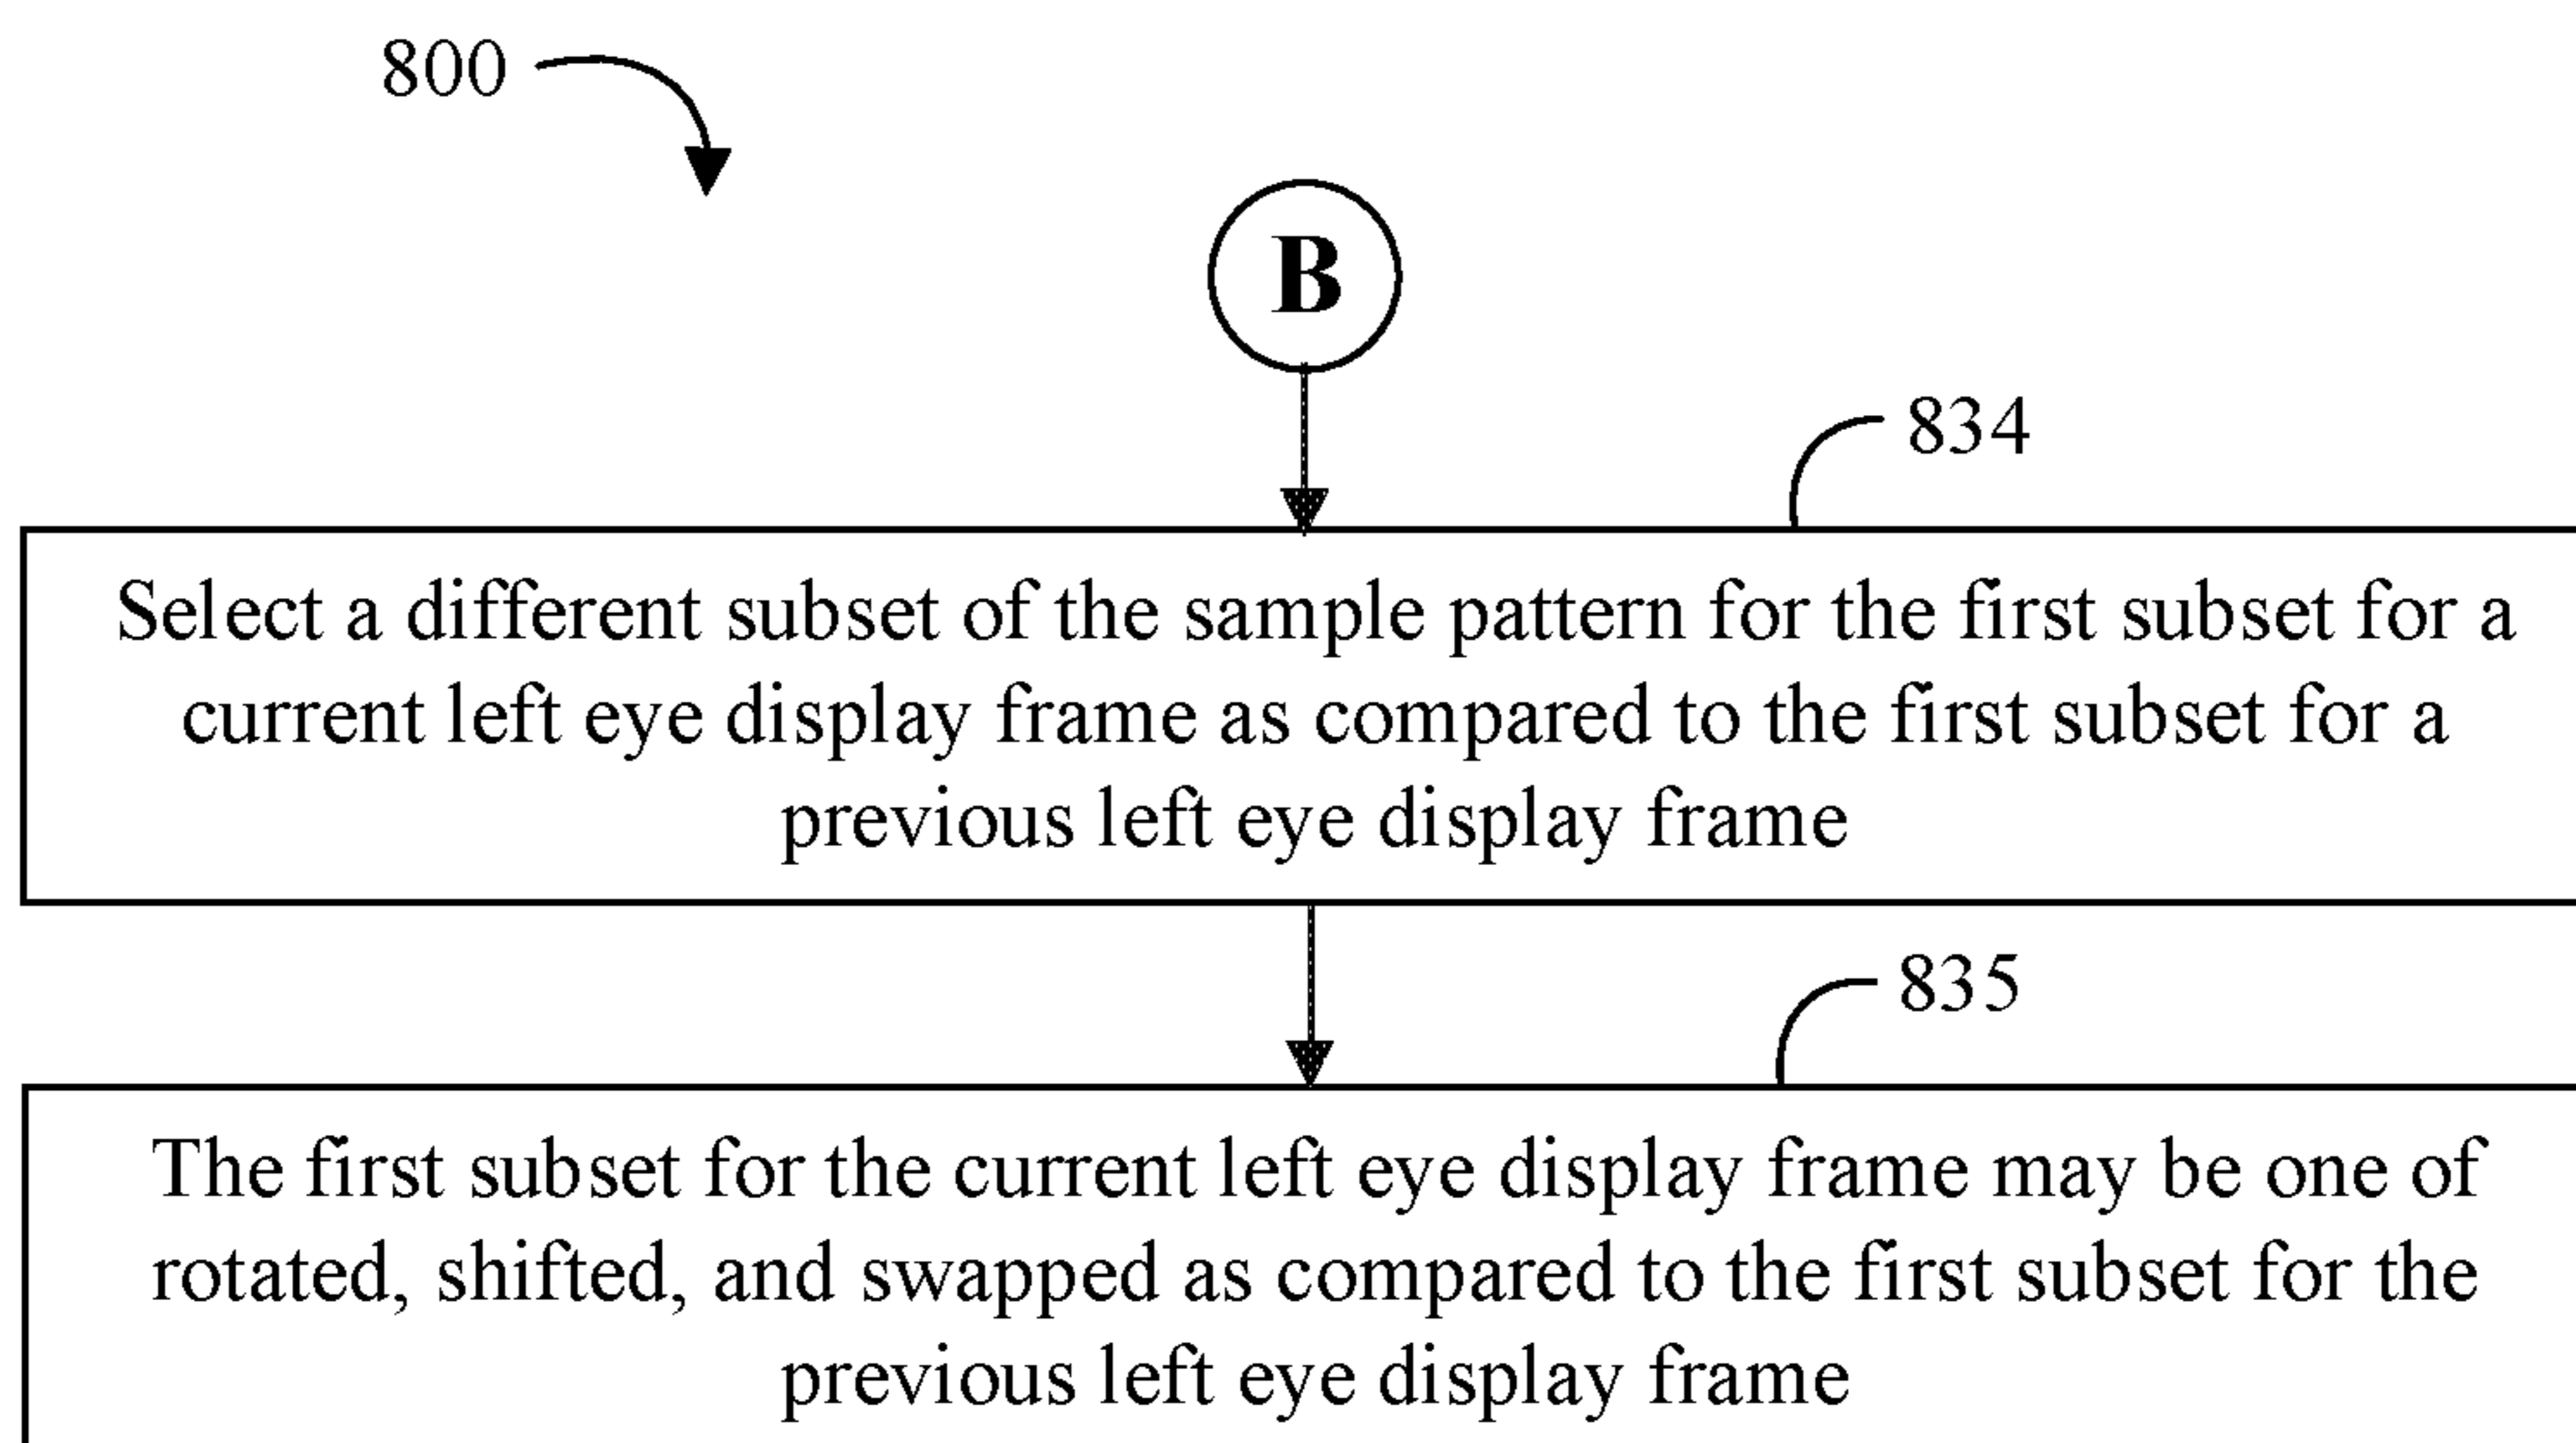 800
B
834
Select a different subset of the sample pattern for the first subset for a
current left eye display frame as compared to the first subset for a
previous left eye display frame
835
The first subset for the current left eye display frame may be one of
rotated, shifted, and swapped as compared to the first subset for the
previous left eye display frame